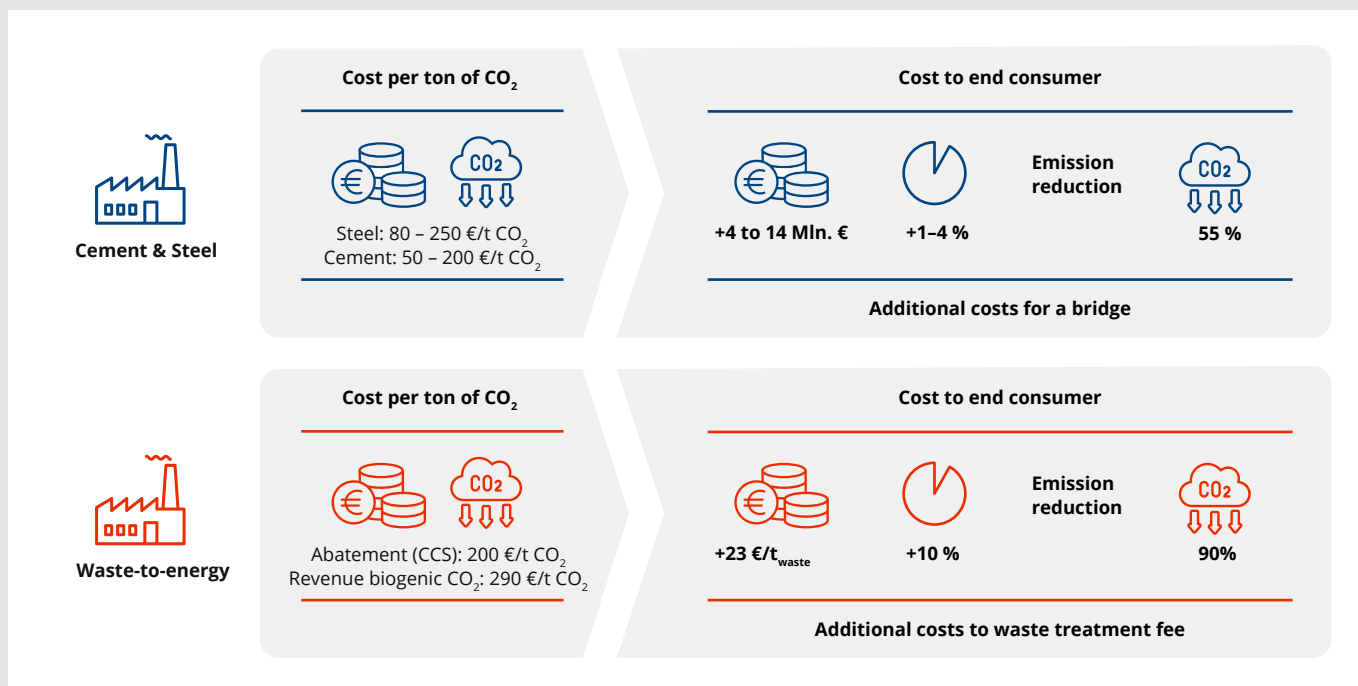 Cost per ton of CO₂
Cost to end consumer
CO2
Emission
reduction
CO2
Cement & Steel
Steel: 80 – 250 €/t CO₂
Cement: 50 – 200 €/t CO₂
+4 to 14 Mln. €
+1–4 %
55 %
Additional costs for a bridge
Cost per ton of CO₂
Cost to end consumer
CO2
Emission
reduction
CO2
Waste-to-energy
Abatement (CCS): 200 €/t CO₂
Revenue biogenic CO₂: 290 €/t CO₂
+23 €/t waste
+10 %
90%
Additional costs to waste treatment fee